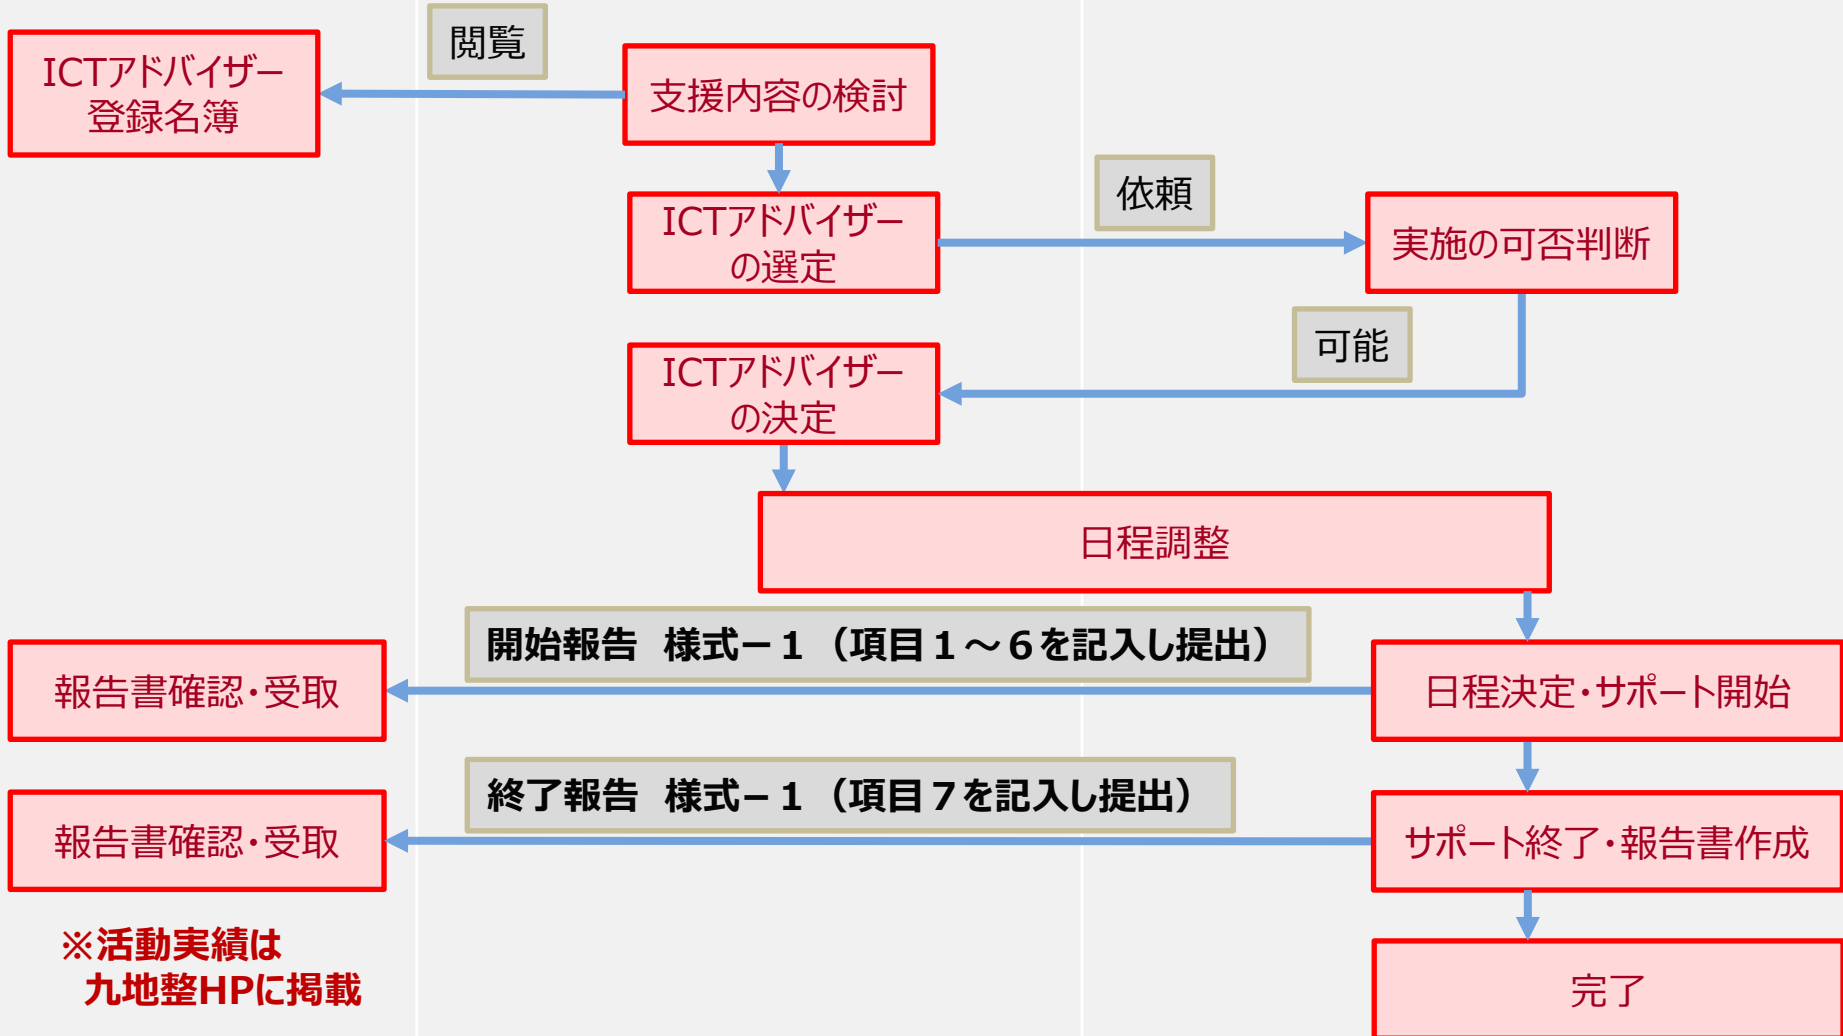 閲覧
ICTアドバイザー
登録名簿
支援内容の検討
依頼
ICTアドバイザー
の選定
実施の可否判断
可能
ICTアドバイザー
の決定
日程調整
開始報告 様式－１（項目１～６を記入し提出）
報告書確認・受取
日程決定・サポート開始
終了報告 様式－１（項目７を記入し提出）
報告書確認・受取
サポート終了・報告書作成
※活動実績は
九地整HPに掲載
完了